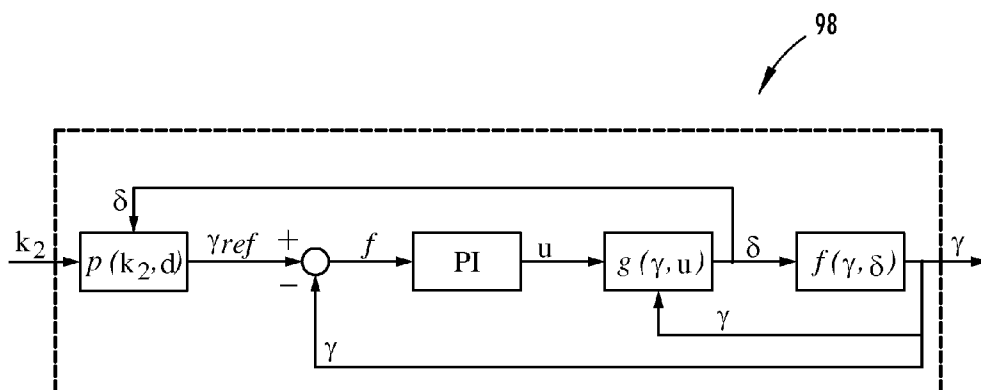 98
δ
k₂
p(k₂,d)
γref
+
−
f
PI
u
g(γ,u)
δ
f(γ,δ)
γ
γ
γ